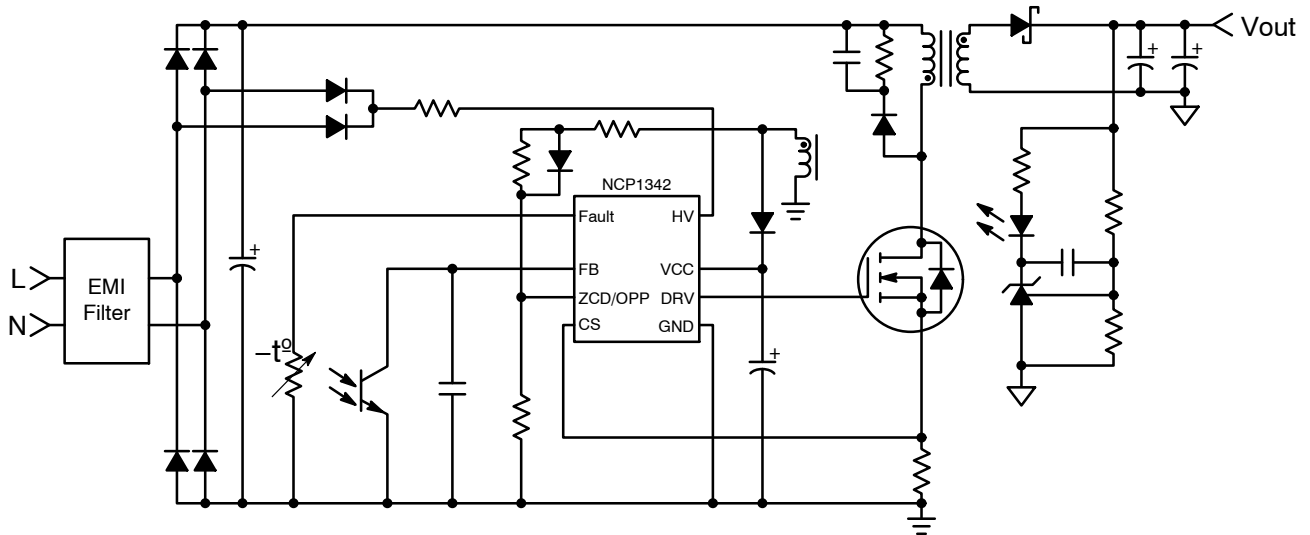 Vout
NCP1342
Fault
HV
L
EMI
Filter
FB
VCC
N
ZCD/OPP
DRV
CS
GND
−tº
+
+
+
+